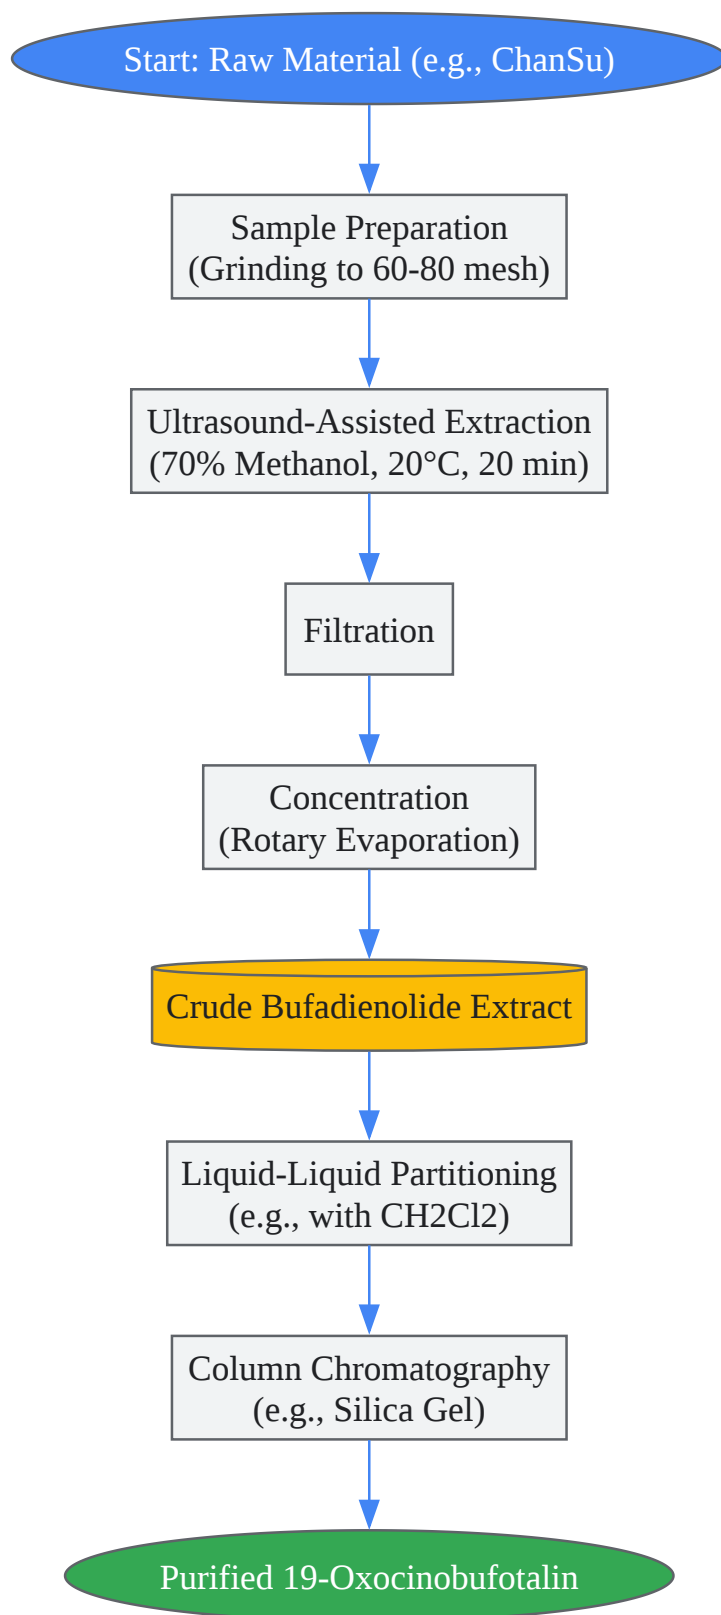 Start: Raw Material (e.g., ChanSu)
Sample Preparation
(Grinding to 60-80 mesh)
Ultrasound-Assisted Extraction
(70% Methanol, 20°C, 20 min)
Filtration
Concentration
(Rotary Evaporation)
Crude Bufadienolide Extract
Liquid-Liquid Partitioning
(e.g., with CH2Cl2)
Column Chromatography
(e.g., Silica Gel)
Purified 19-Oxocinobufotalin